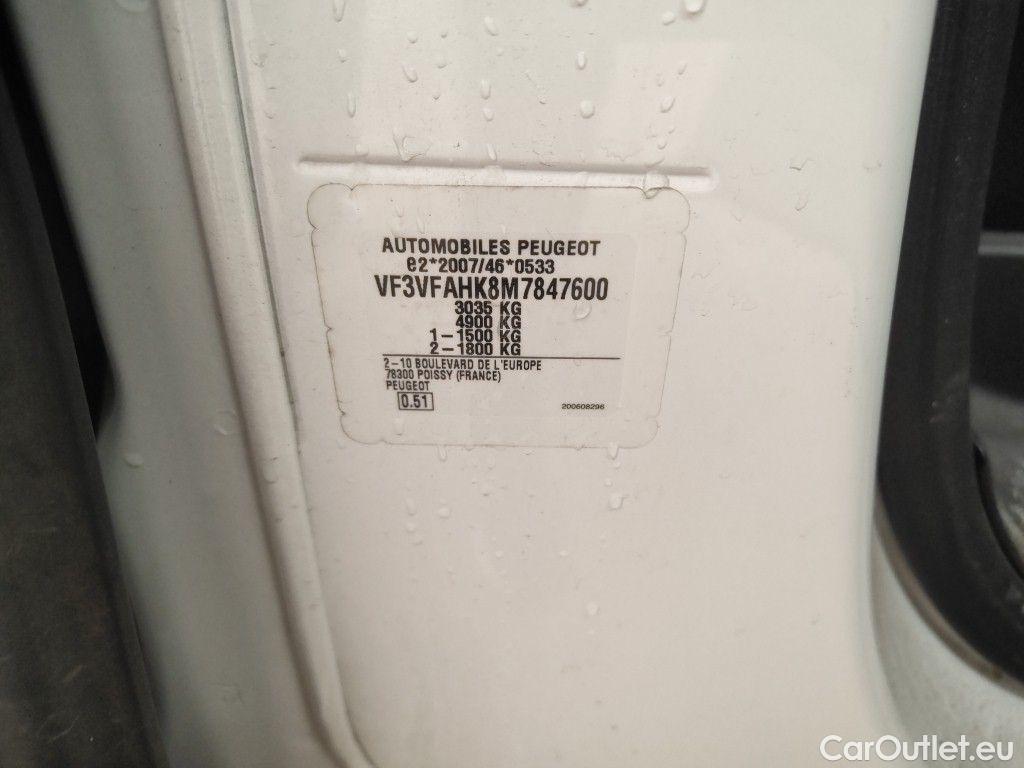 AUTOMOBILES PEUGEOT
e2*2007/46*0533
VF3VFAHK8M7847600
3035 KG
4900 KG
1-1500 KG
2-1800 KG
2-10 BOULEVARD DE L'EUROPE
78300 POISSY (FRANCE)
PEUGEOT
0.51
200608296
CarOutlet.eu